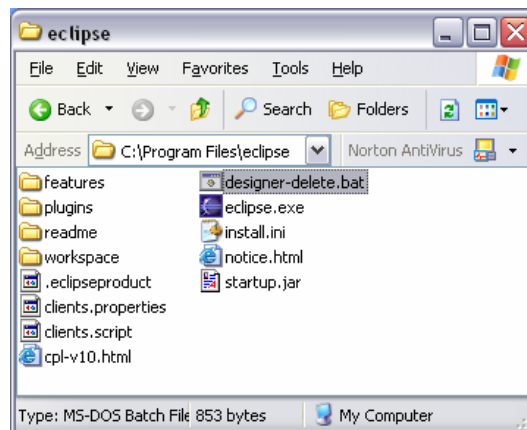 eclipse
File Edit View Favorites Tools Help
Back Search Folders
Address C:\Program Files\eclipse Norton AntiVirus
features designer-delete.bat
plugins eclipse.exe
readme install.ini
workspace notice.html
.eclipseproduct startup.jar
clients.properties
clients.script
cpl-v10.html
Type: MS-DOS Batch File 853 bytes My Computer